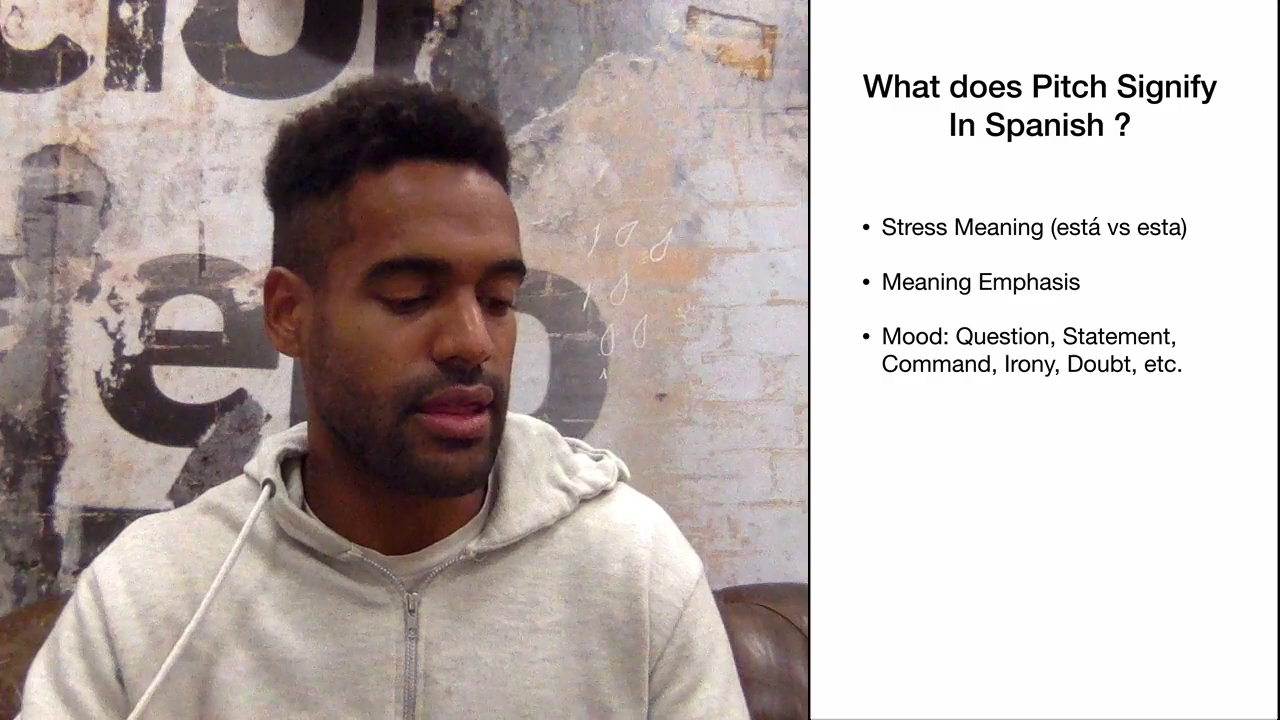 What does Pitch Signify
In Spanish ?
• Stress Meaning (está vs esta)
• Meaning Emphasis
• Mood: Question, Statement,
Command, Irony, Doubt, etc.